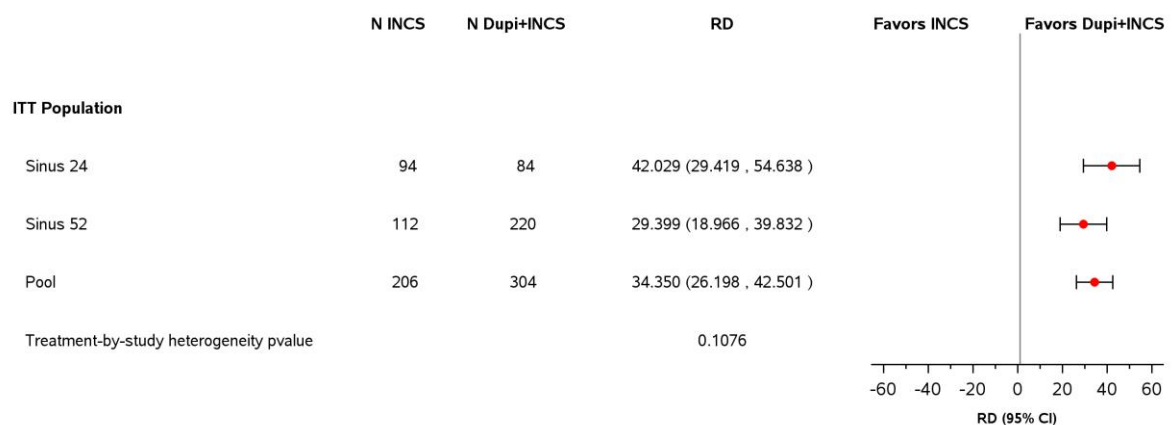 N INCS N Dupi+INCS RD Favors INCS Favors Dupi+INCS
ITT Population
Sinus 24 94 84 42.029 (29.419 , 54.638 )
Sinus 52 112 220 29.399 (18.966 , 39.832 )
Pool 206 304 34.350 (26.198 , 42.501 )
Treatment-by-study heterogeneity pvalue 0.1076
-60 -40 -20 0 20 40 60
RD (95% CI)